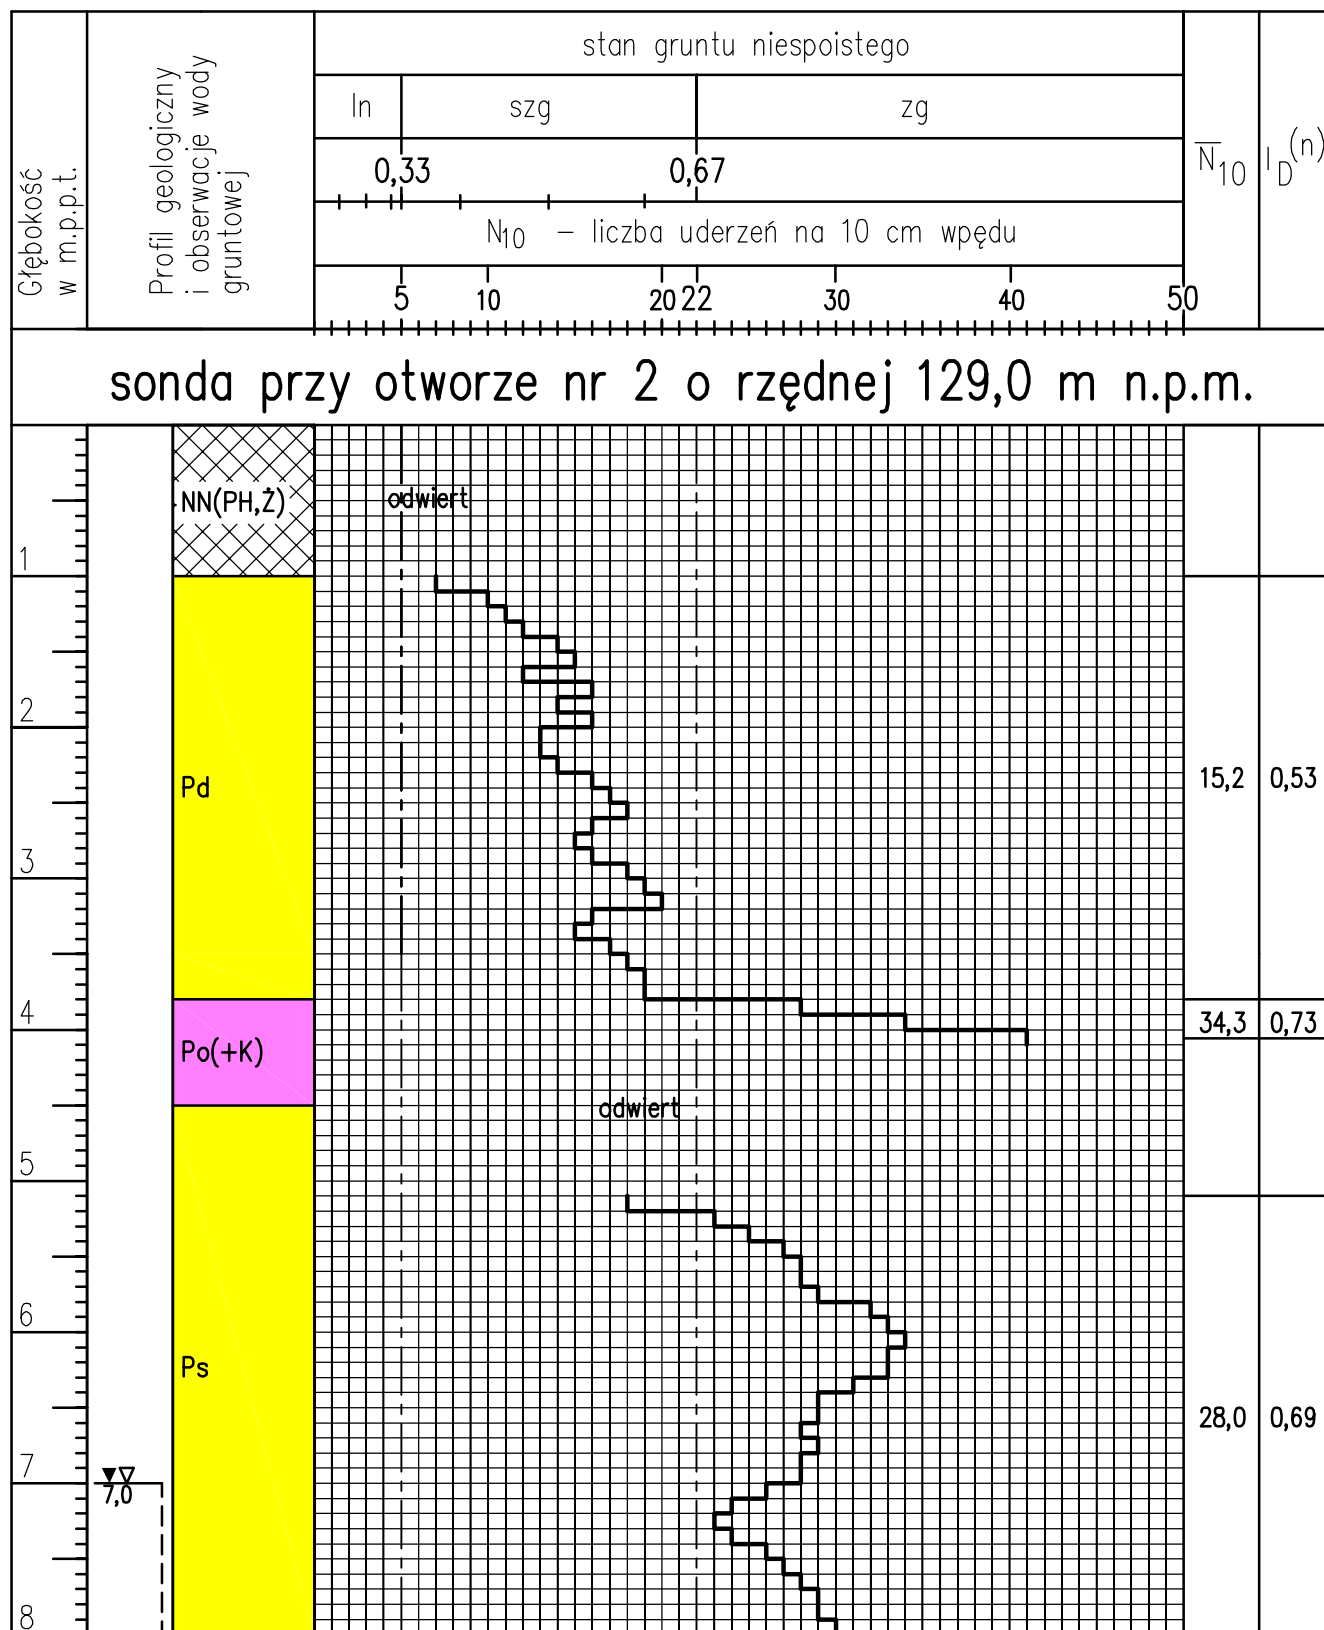 Głębokość
w m.p.p.t.
Profil geologiczny
i obserwacje wody
gruntowej
stan gruntu niespoistego
ln
szg
zg
0,33
0,67
N10 – liczba uderzeń na 10 cm wpędu
5
10
20
22
30
40
50
N10
ID(n)
sonda przy otworze nr 2 o rzędnej 129,0 m n.p.m.
NN(PH,Ż)
odwiert
1
2
Pd
15,2
0,53
3
4
34,3
0,73
Po(+K)
odwiert
5
6
Ps
28,0
0,69
7
7,0
8